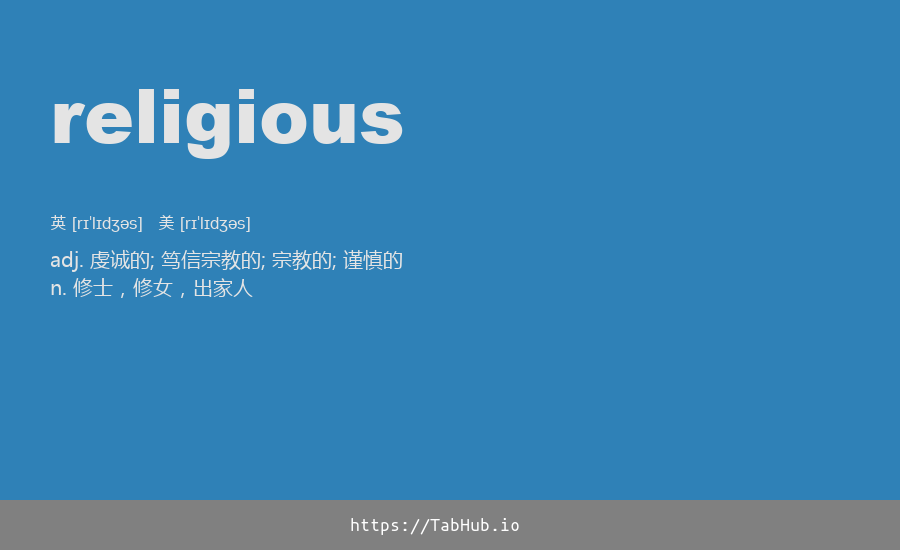 religious
英 [rɪˈlɪdʒəs]   美 [rɪˈlɪdʒəs]
adj. 虔诚的; 笃信宗教的; 宗教的; 谨慎的
n. 修士，修女，出家人
https://TabHub.io